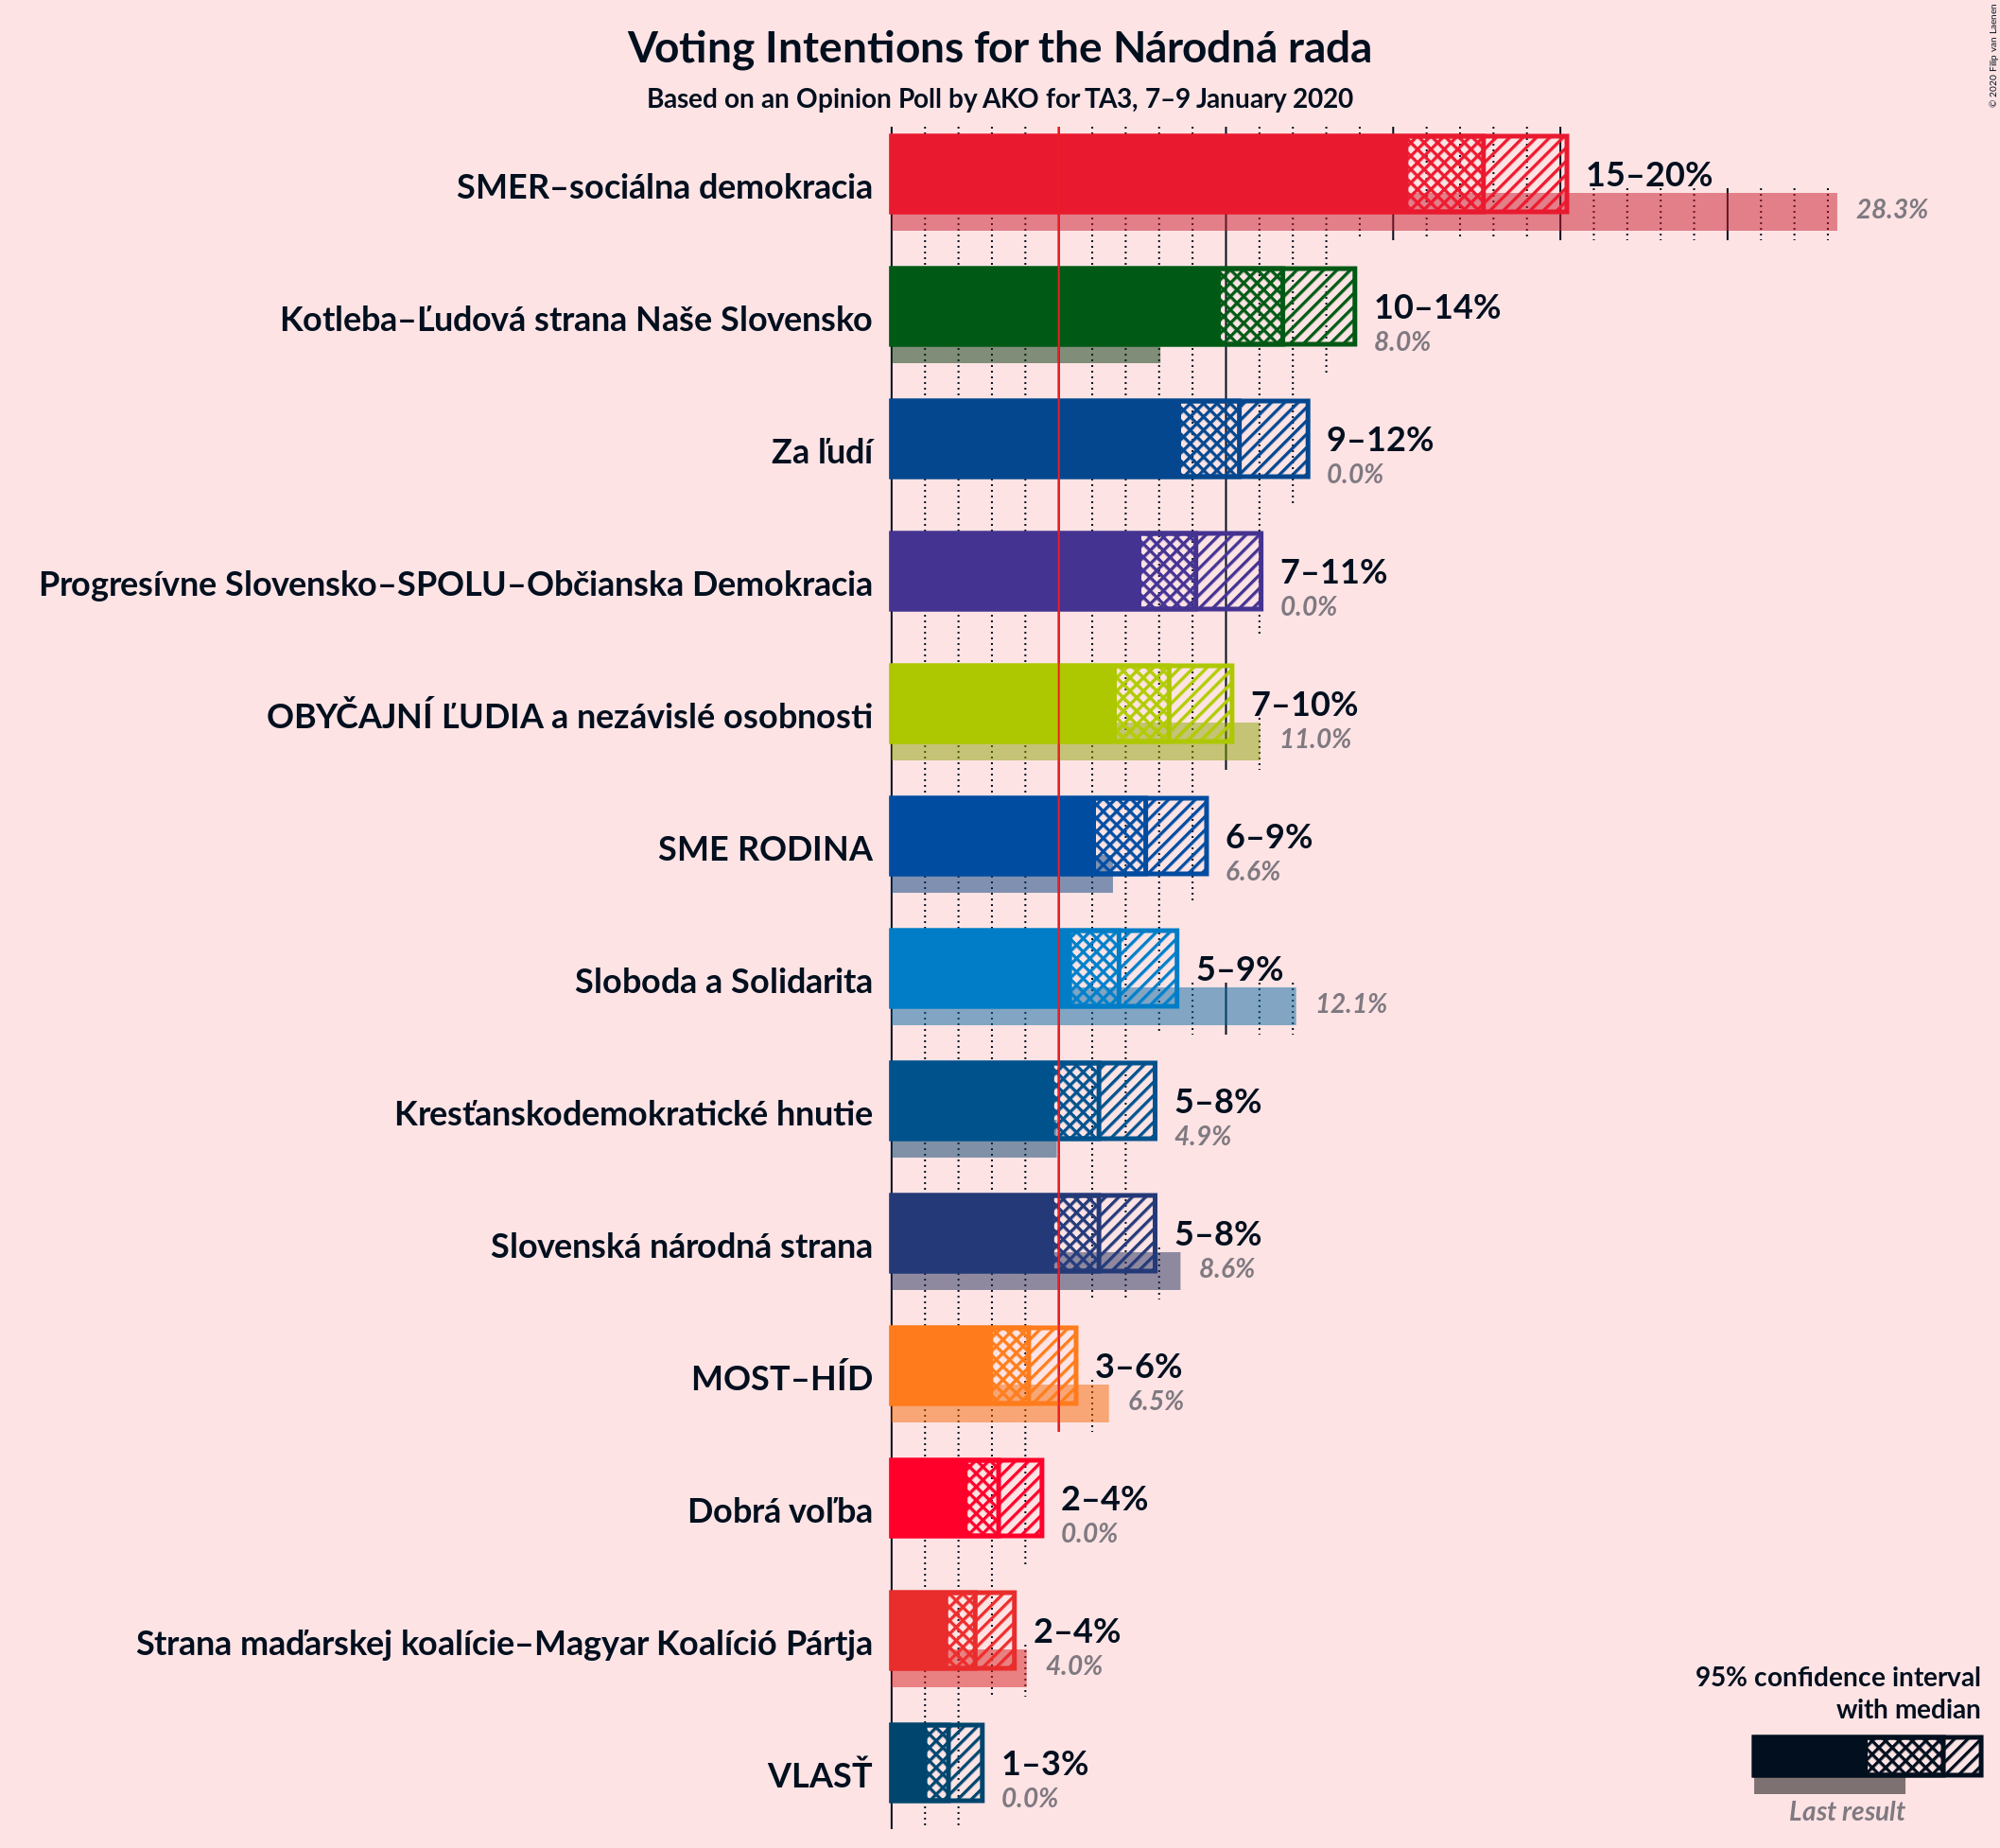 Voting Intentions for the Národná rada
Based on an Opinion Poll by AKO for TA3, 7–9 January 2020
© 2020 Filip van Laenen
SMER–sociálna demokracia
15–20%
28.3%
Kotleba–Ľudová strana Naše Slovensko
10–14%
8.0%
Za ľudí
9–12%
0.0%
Progresívne Slovensko–SPOLU–Občianska Demokracia
7–11%
0.0%
OBYČAJNÍ ĽUDIA a nezávislé osobnosti
7–10%
11.0%
SME RODINA
6–9%
6.6%
Sloboda a Solidarita
5–9%
12.1%
Kresťanskodemokratické hnutie
5–8%
4.9%
Slovenská národná strana
5–8%
8.6%
MOST–HÍD
3–6%
6.5%
Dobrá voľba
2–4%
0.0%
Strana maďarskej koalície–Magyar Koalíció Pártja
2–4%
4.0%
VLASŤ
1–3%
0.0%
95% confidence interval
with median
Last result